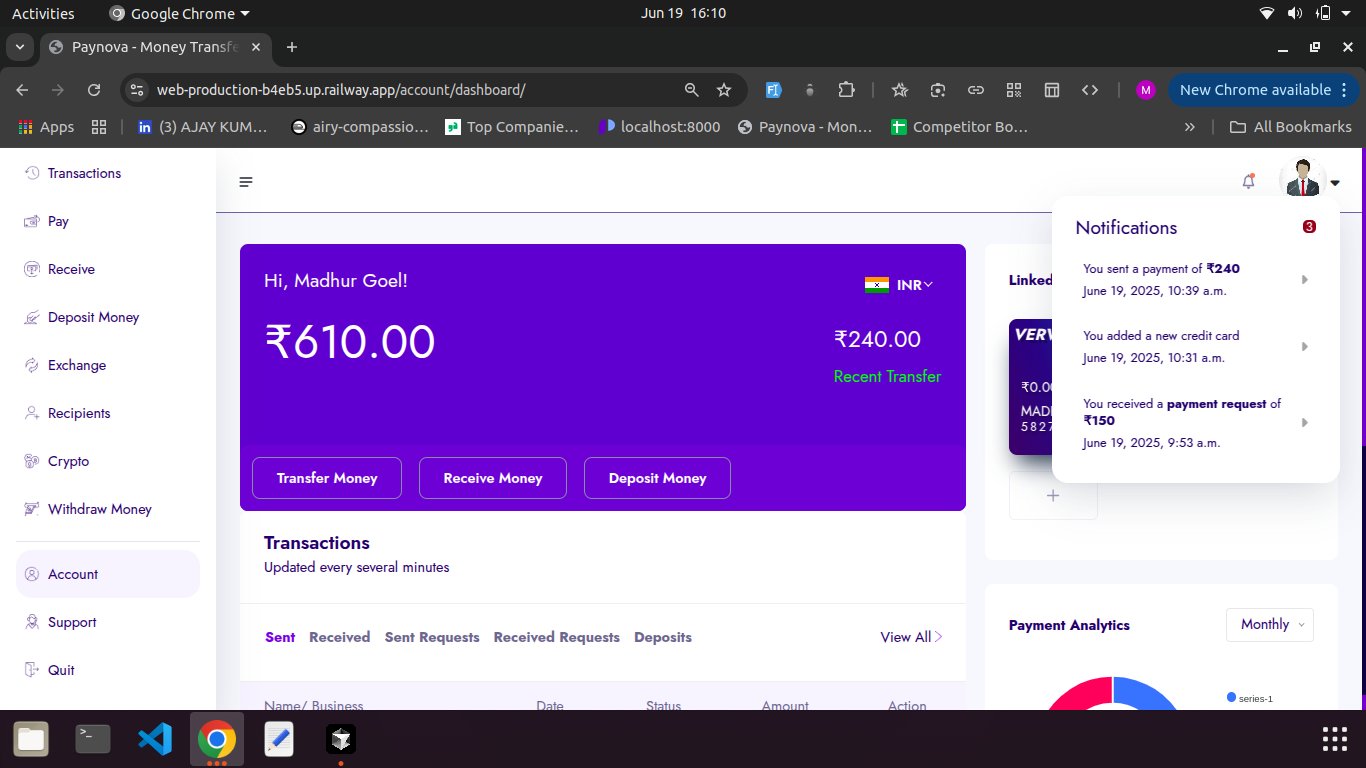 Activities
Google Chrome
Jun 19 16:10
Paynova - Money Transfe
web-production-b4eb5.up.railway.app/account/dashboard/
M
New Chrome available
Apps
(3) AJAY KUM…
airy-compassio…
Top Companie…
localhost:8000
Paynova - Mon…
Competitor Bo…
All Bookmarks
Transactions
Pay
Receive
Deposit Money
Exchange
Recipients
Crypto
Withdraw Money
Account
Support
Quit
Hi, Madhur Goel!
INR
₹610.00
₹240.00
Recent Transfer
Transfer Money
Receive Money
Deposit Money
Transactions
Updated every several minutes
Sent
Received
Sent Requests
Received Requests
Deposits
View All
Name/ Business
Date
Status
Amount
Action
Linked
VERV
₹0.00
MADH
5827
Notifications
3
You sent a payment of ₹240
June 19, 2025, 10:39 a.m.
You added a new credit card
June 19, 2025, 10:31 a.m.
You received a payment request of
₹150
June 19, 2025, 9:53 a.m.
+
Payment Analytics
Monthly
series-1